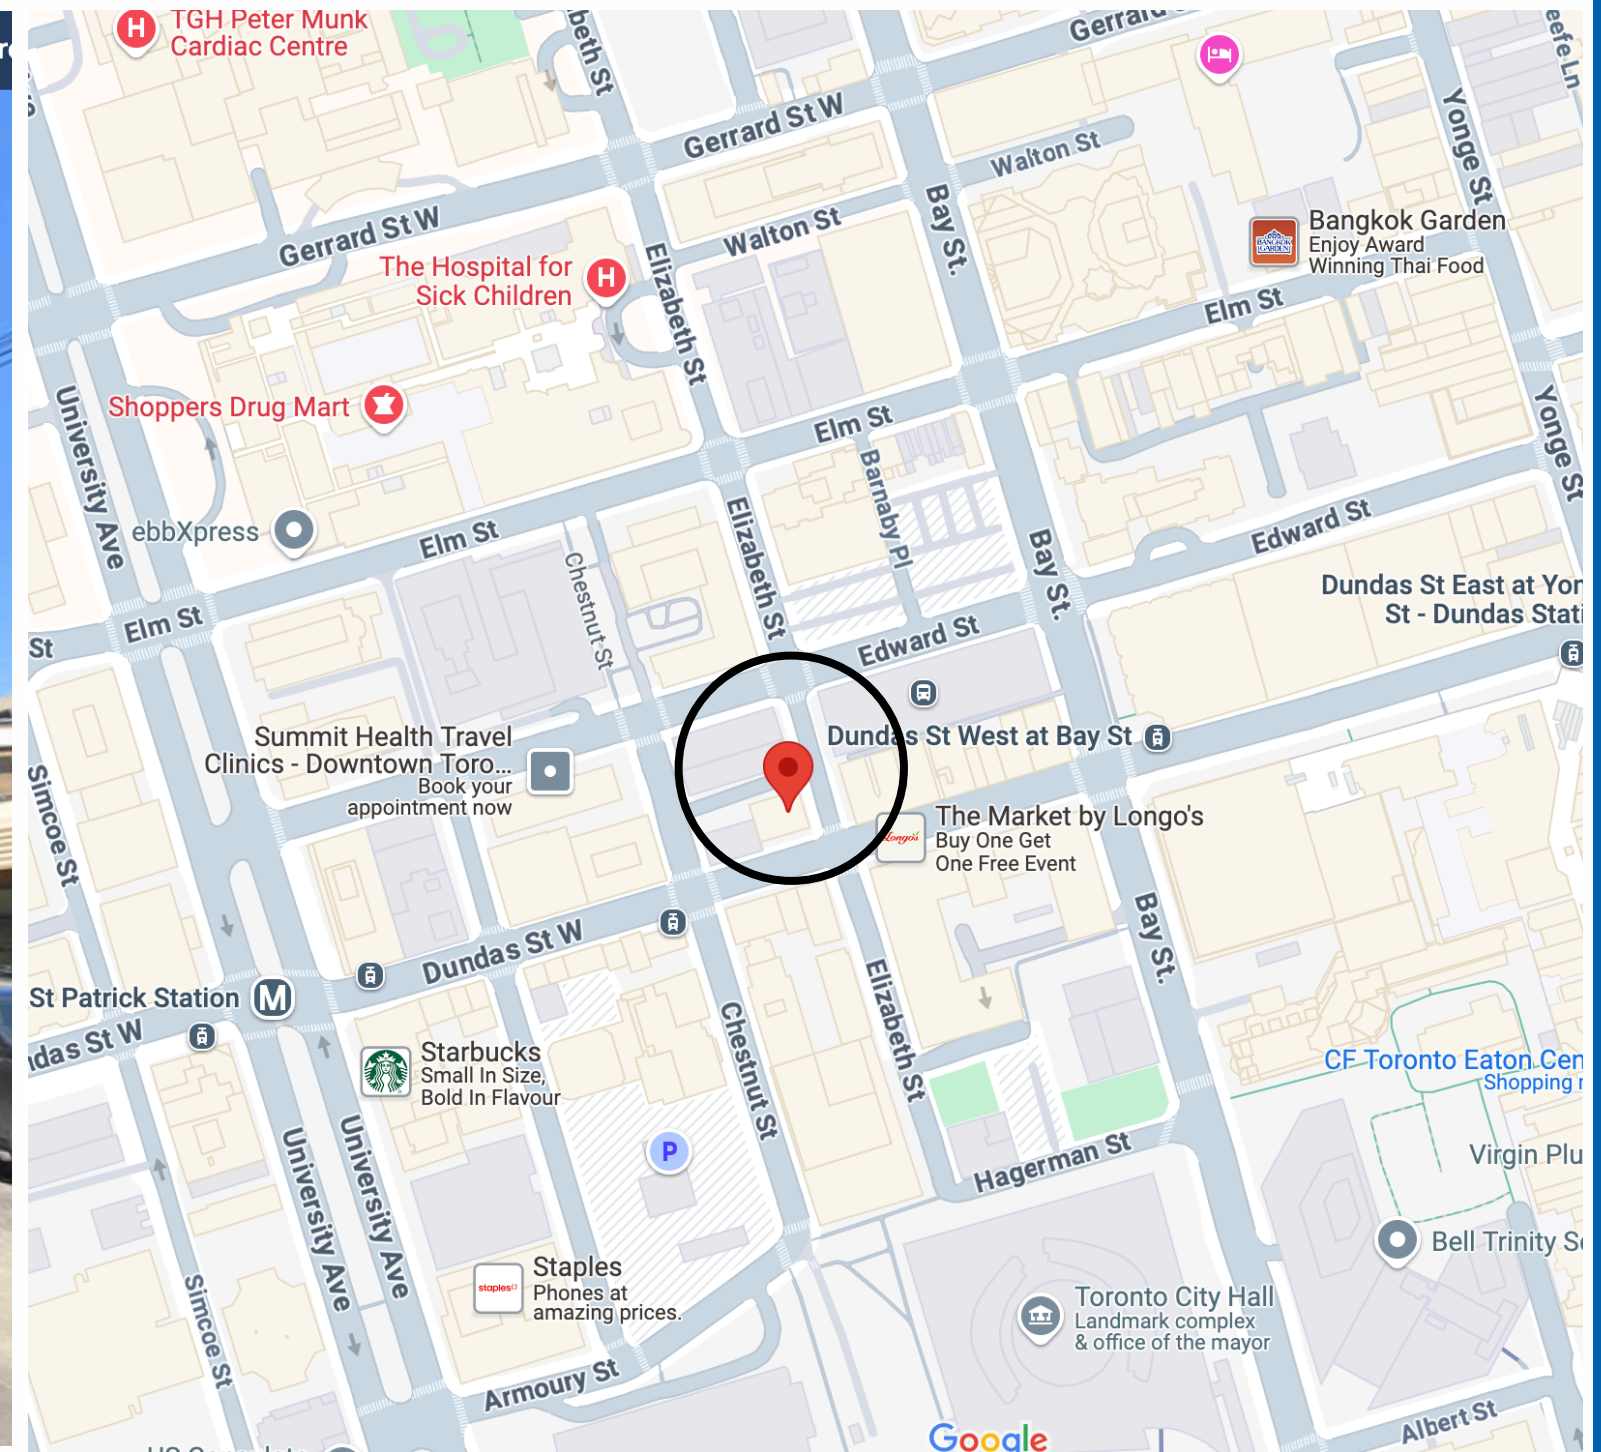 TGH Peter Munk
Cardiac Centre
Gerrard St W
Gerrard St W
Walton St
Walton St
Bay St.
Yonge St
Bangkok Garden
Enjoy Award
Winning Thai Food
BANGKOK
GARDEN
The Hospital for
Sick Children
Elizabeth St
Elm St
Shoppers Drug Mart
University Ave
Elm St
Barnaby Pl
Yonge St
ebbXpress
Elm St
Chestnut St
Elizabeth St
Bay St.
Edward St
Dundas St East at Yon
St - Dundas Stati
Elm St
St
Edward St
Summit Health Travel
Clinics - Downtown Toro...
Book your
appointment now
Dundas St West at Bay St
Simcoe St
Longo's
The Market by Longo's
Buy One Get
One Free Event
Dundas St W
Bay St.
St Patrick Station
M
das St W
Elizabeth St
Chestnut St
Starbucks
Small In Size,
Bold In Flavour
CF Toronto Eaton Cen
Shopping
University Ave
University Ave
P
Hagerman St
Virgin Plu
Bell Trinity S
Simcoe St
staples
Staples
Phones at
amazing prices.
Toronto City Hall
Landmark complex
& office of the mayor
Armoury St
Albert St
Google